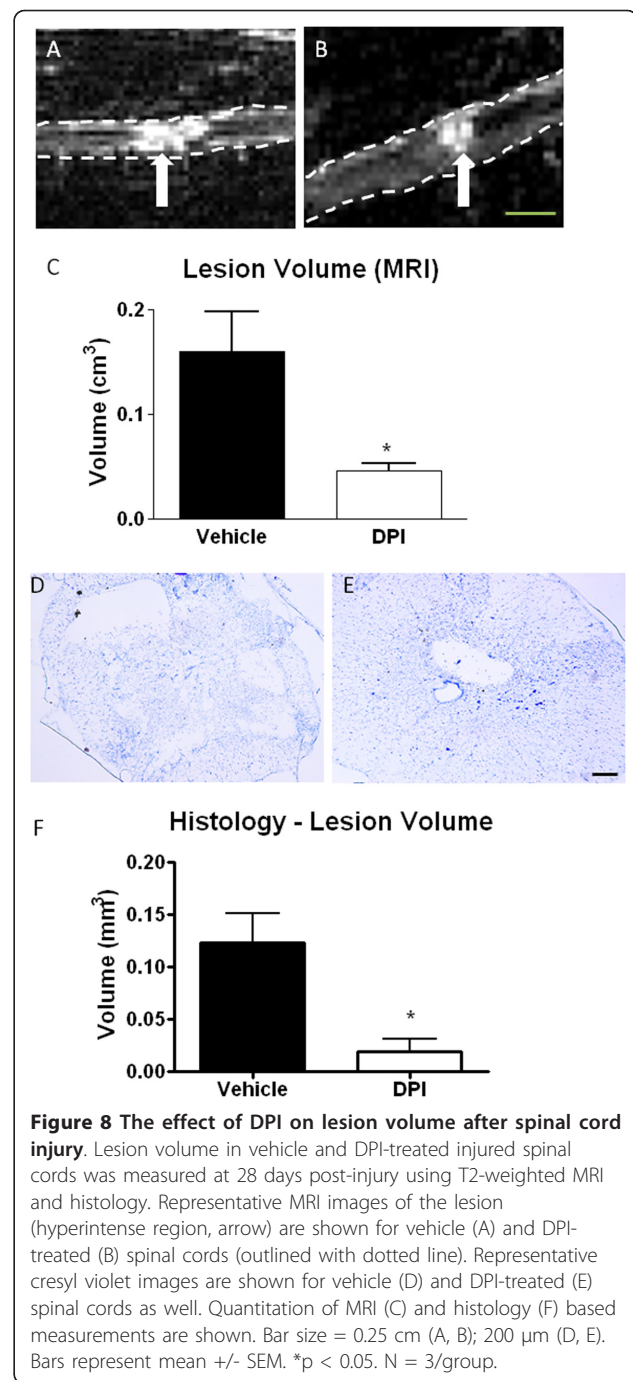 A
B
C
Lesion Volume (MRI)
Volume (cm³)
0.2
0.1
0.0
*
Vehicle
DPI
D
E
F
Histology - Lesion Volume
Volume (mm³)
0.20
0.15
0.10
0.05
0.00
*
Vehicle
DPI
Figure 8 The effect of DPI on lesion volume after spinal cord
injury. Lesion volume in vehicle and DPI-treated injured spinal
cords was measured at 28 days post-injury using T2-weighted MRI
and histology. Representative MRI images of the lesion
(hyperintense region, arrow) are shown for vehicle (A) and DPI-
treated (B) spinal cords (outlined with dotted line). Representative
cresyl violet images are shown for vehicle (D) and DPI-treated (E)
spinal cords as well. Quantitation of MRI (C) and histology (F) based
measurements are shown. Bar size = 0.25 cm (A, B); 200 μm (D, E).
Bars represent mean +/- SEM. *p < 0.05. N = 3/group.